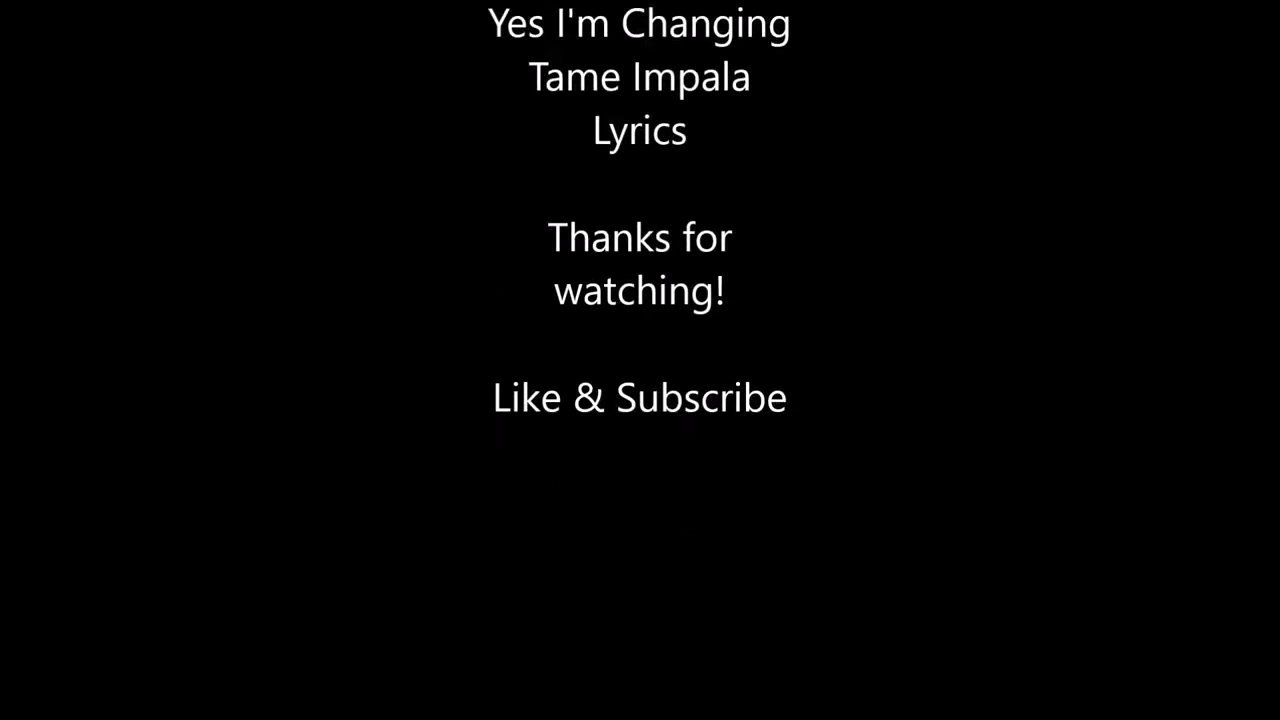 Yes I'm Changing
Tame Impala
Lyrics
Thanks for
watching!
Like & Subscribe